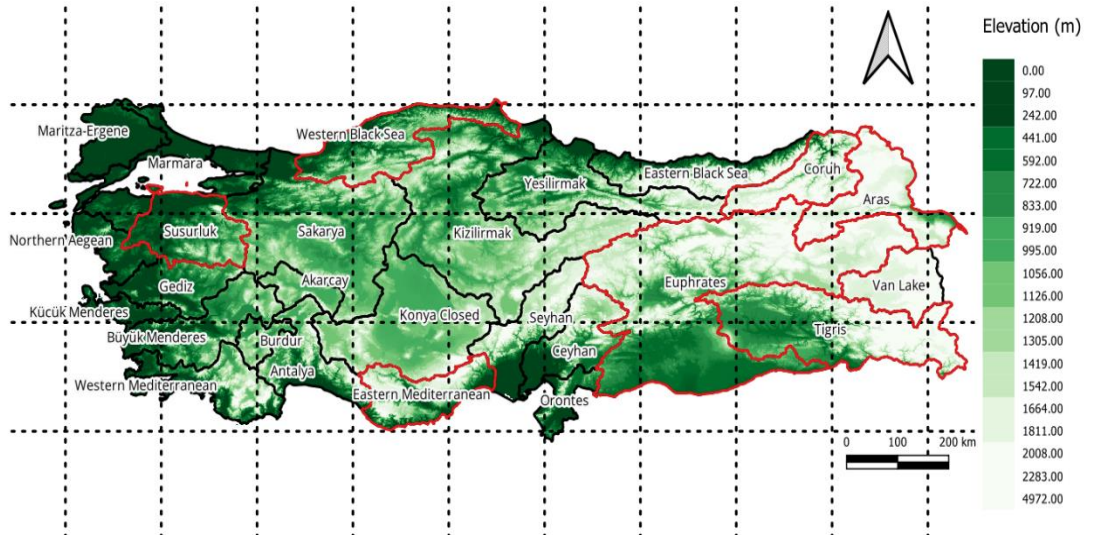 Elevation (m)
0.00
97.00
242.00
441.00
592.00
722.00
833.00
919.00
995.00
1056.00
1126.00
1208.00
1305.00
1419.00
1542.00
1664.00
1811.00
2008.00
2283.00
4972.00
Maritza-Ergene
Western Black Sea
Marmara
Eastern Black Sea
Çoruh
Yesilirmak
Aras
Northern Aegean
Susurluk
Sakarya
Kizilirmak
Gediz
Akarçay
Euphrates
Van Lake
Kücük Menderes
Konya Closed
Seyhan
Tigris
Büyük Menderes
Burdur
Ceyhan
Antalya
Western Mediterranean
Eastern Mediterranean
Orontes
0 100 200 km